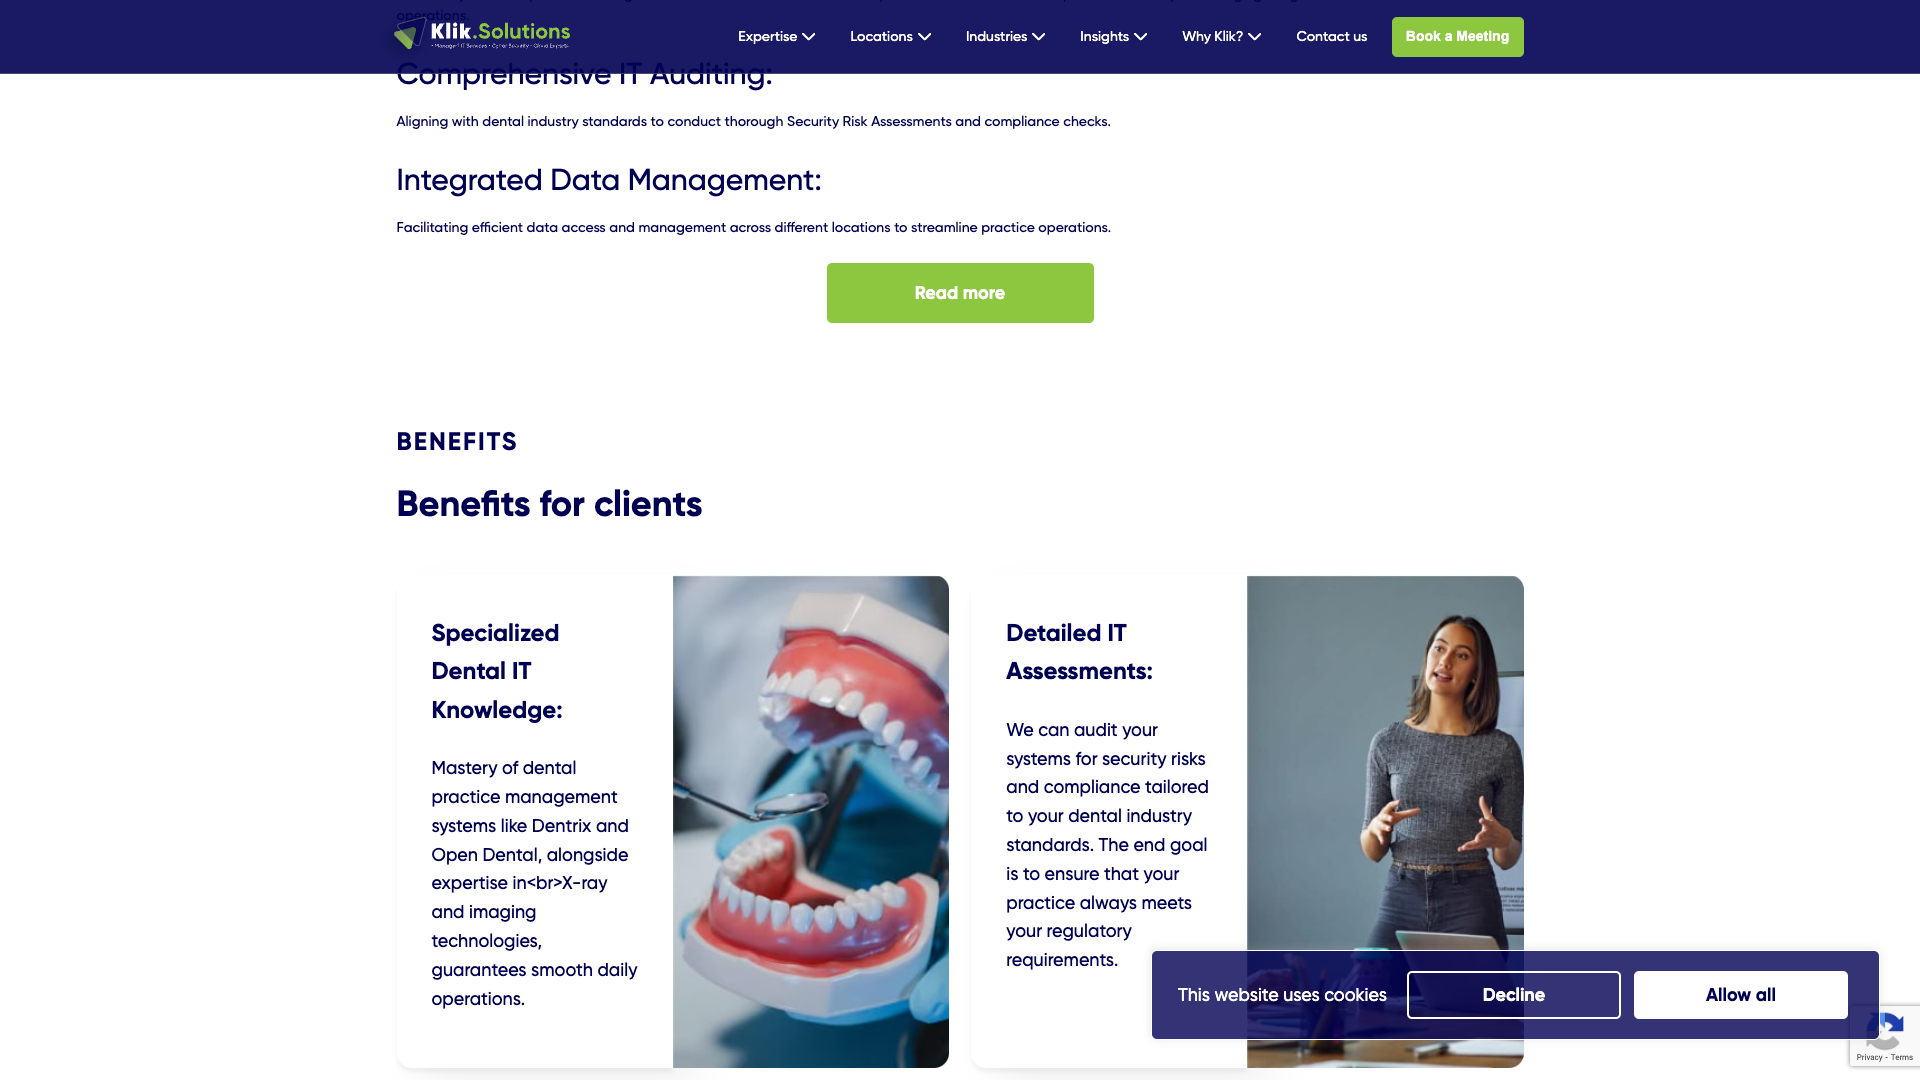 operations.
Klik.Solutions
• Managed IT Services • Cyber Security • Cloud Experts
Expertise
Locations
Industries
Insights
Why Klik?
Contact us
Book a Meeting
Comprehensive IT Auditing:
Aligning with dental industry standards to conduct thorough Security Risk Assessments and compliance checks.
Integrated Data Management:
Facilitating efficient data access and management across different locations to streamline practice operations.
Read more
BENEFITS
Benefits for clients
Specialized
Dental IT
Knowledge:
Mastery of dental
practice management
systems like Dentrix and
Open Dental, alongside
expertise in<br>X-ray
and imaging
technologies,
guarantees smooth daily
operations.
Detailed IT
Assessments:
We can audit your
systems for security risks
and compliance tailored
to your dental industry
standards. The end goal
is to ensure that your
practice always meets
your regulatory
requirements.
This website uses cookies
Decline
Allow all
Privacy - Terms